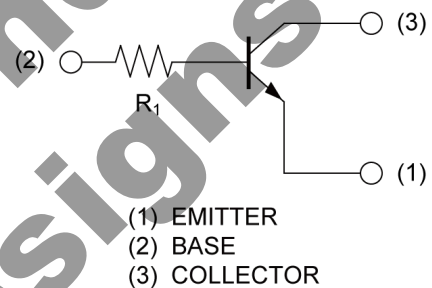 (3)
(2)
R1
(1)
(1) EMITTER
(2) BASE
(3) COLLECTOR